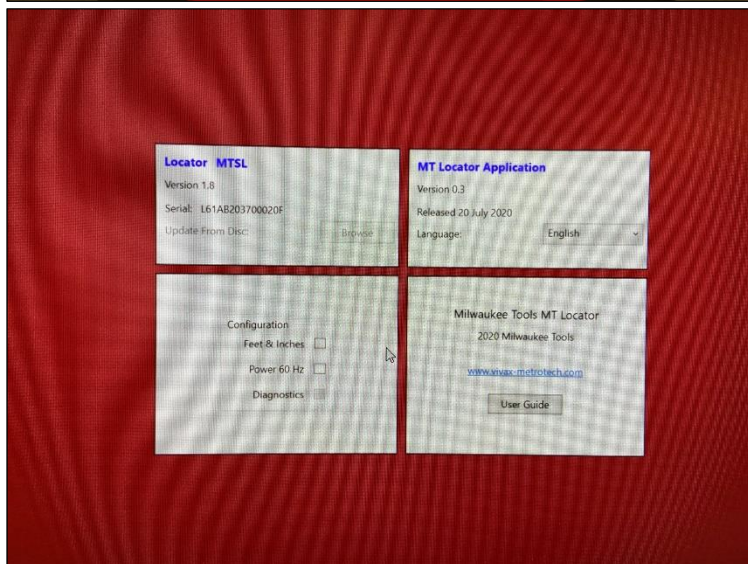 Locator MTSL
Version 1.8
Serial: L61AB203700020F
Update From Disc:
Browse
MT Locator Application
Version 0.3
Released 20 July 2020
Language:
English
Configuration
Feet & Inches
Power 60 Hz
Diagnostics
Milwaukee Tools MT Locator
2020 Milwaukee Tools
www.vivax-metrotech.com
User Guide